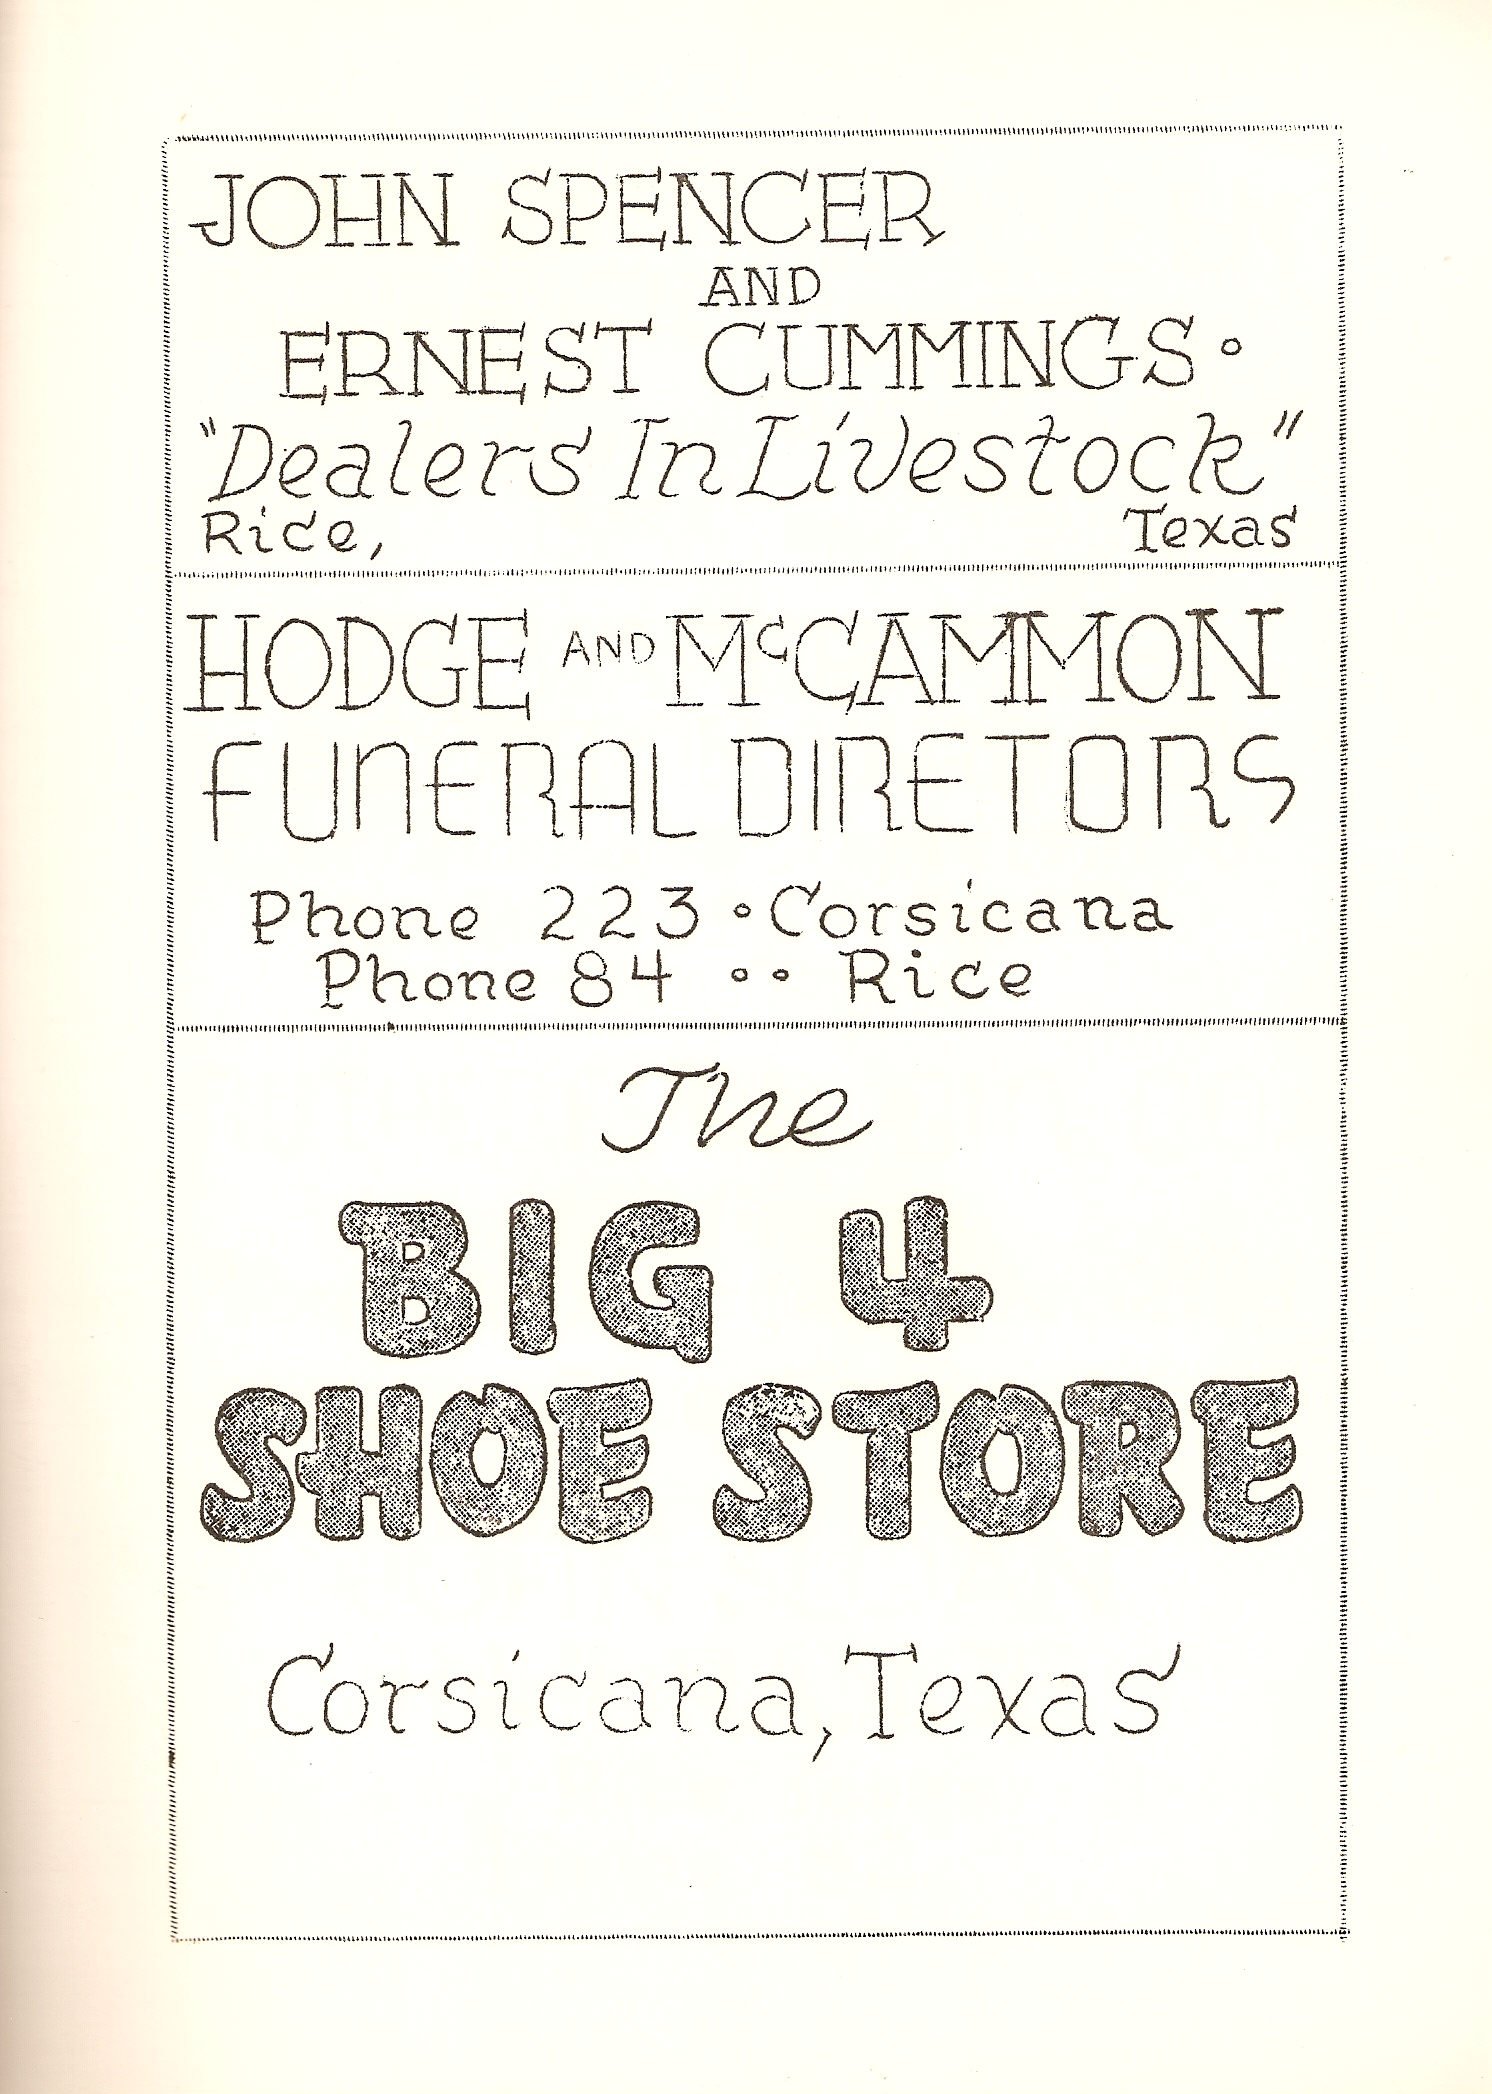 JOHN SPENCER
AND
ERNEST CUMMINGS.
"Dealers In Livestock"
Rice, Texas
HODGE AND McCAMMON
FUNERAL DIRETORS
Phone 223 . Corsicana
Phone 84 .. Rice
The
BIG 4
SHOE STORE
Corsicana, Texas